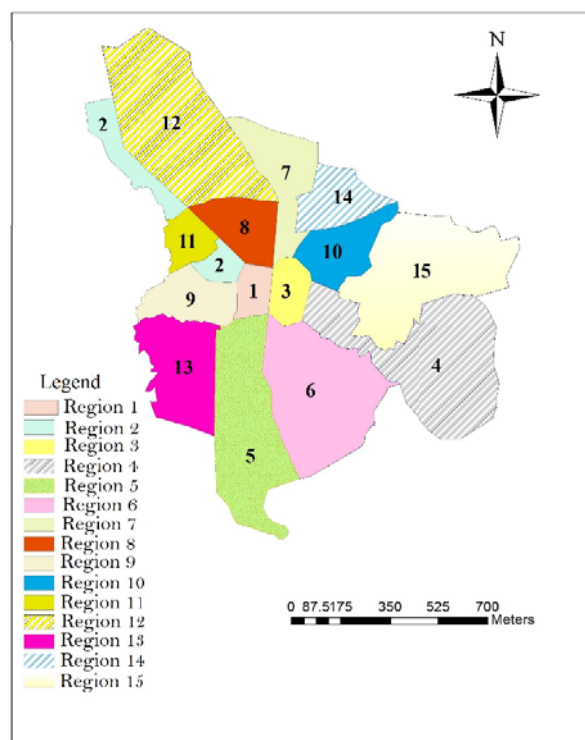 N
12
2
7
14
8
11
10
2
15
1
3
9
4
13
6
5
Legend
Region 1
Region 2
Region 3
Region 4
Region 5
Region 6
Region 7
Region 8
Region 9
Region 10
Region 11
Region 12
Region 13
Region 14
Region 15
0 87.5175 350 525 700
Meters